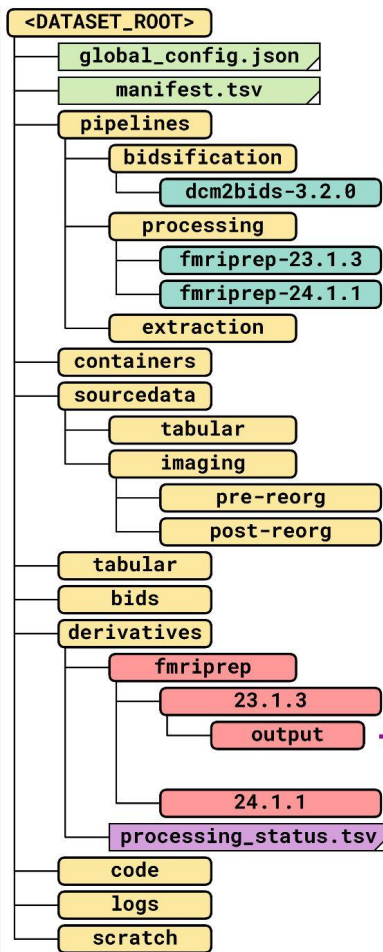 <DATASET_ROOT>
global_config.json
manifest.tsv
pipelines
bidsification
dcm2bids-3.2.0
processing
fmriprep-23.1.3
fmriprep-24.1.1
extraction
containers
sourcedata
tabular
imaging
pre-reorg
post-reorg
tabular
bids
derivatives
fmriprep
23.1.3
output
24.1.1
processing_status.tsv
code
logs
scratch